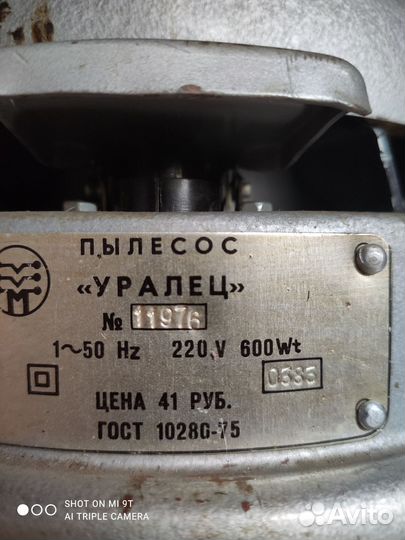 ПЫЛЕСОС
«УРАЛЕЦ»
№ 11976
1~50 Hz 220 V 600 Wt
0383
ЦЕНА 41 РУБ.
ГОСТ 10280-75
SHOT ON MI 9T
AI TRIPLE CAMERA
Avito